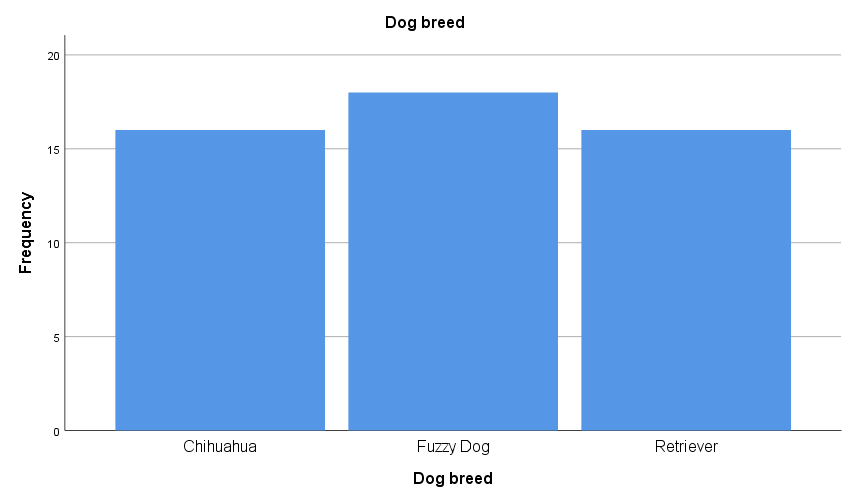 Dog breed
20
15
10
5
0
Frequency
Chihuahua Fuzzy Dog Retriever
Dog breed